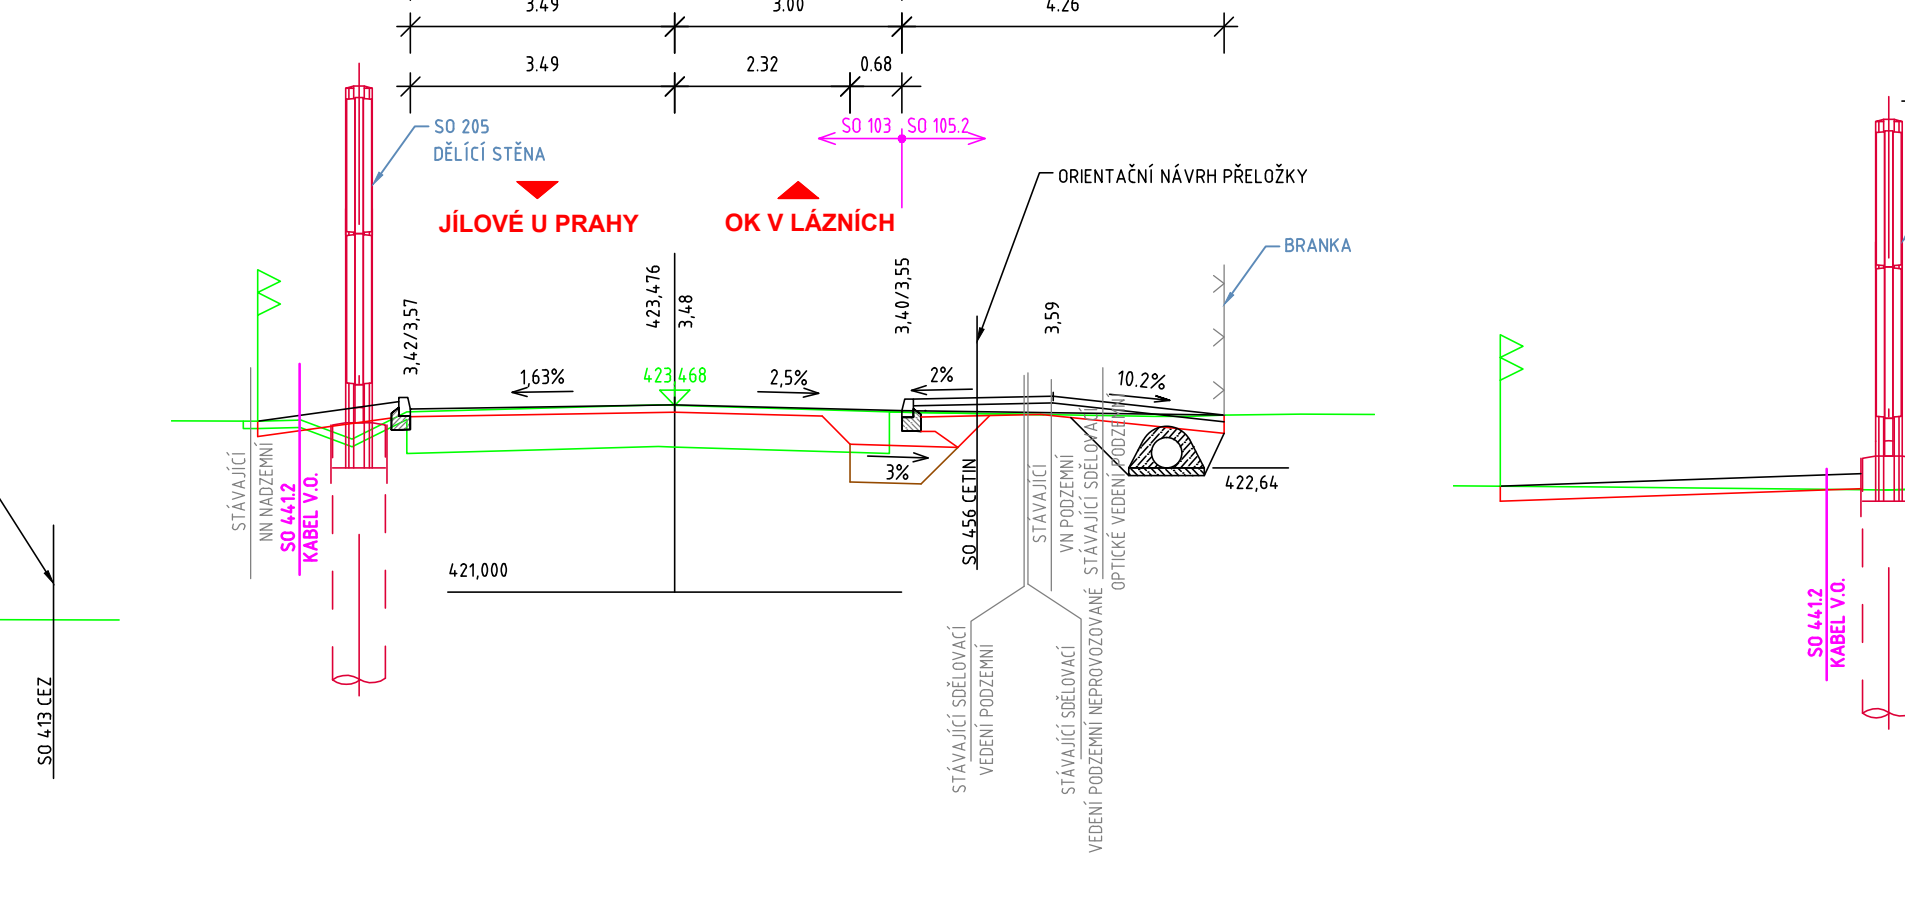 3.49
3.00
4.26
3.49
2.32
0.68
SO 205
DĚLÍCÍ STĚNA
SO 103
SO 105.2
ORIENTAČNÍ NÁVRH PŘELOŽKY
JÍLOVÉ U PRAHY
OK V LÁZNÍCH
BRANKA
3,42/3,57
423,476
3,48
3,40/3,55
3,59
1,63%
423,468
2,5%
2%
10.2%
3%
422,64
421,000
STÁVAJÍCÍ
NN NADZEMNÍ
SO 441.2
KABEL V.O.
SO 456 CETIN
STÁVAJÍCÍ
VN PODZEMNÍ
STÁVAJÍCÍ SDĚLOVACÍ
OPTICKÉ VEDENÍ PODZEMNÍ
STÁVAJÍCÍ SDĚLOVACÍ
VEDENÍ PODZEMNÍ
STÁVAJÍCÍ SDĚLOVACÍ
VEDENÍ PODZEMNÍ NEPROVOZOVANÉ
SO 413 CEZ
SO 441.2
KABEL V.O.